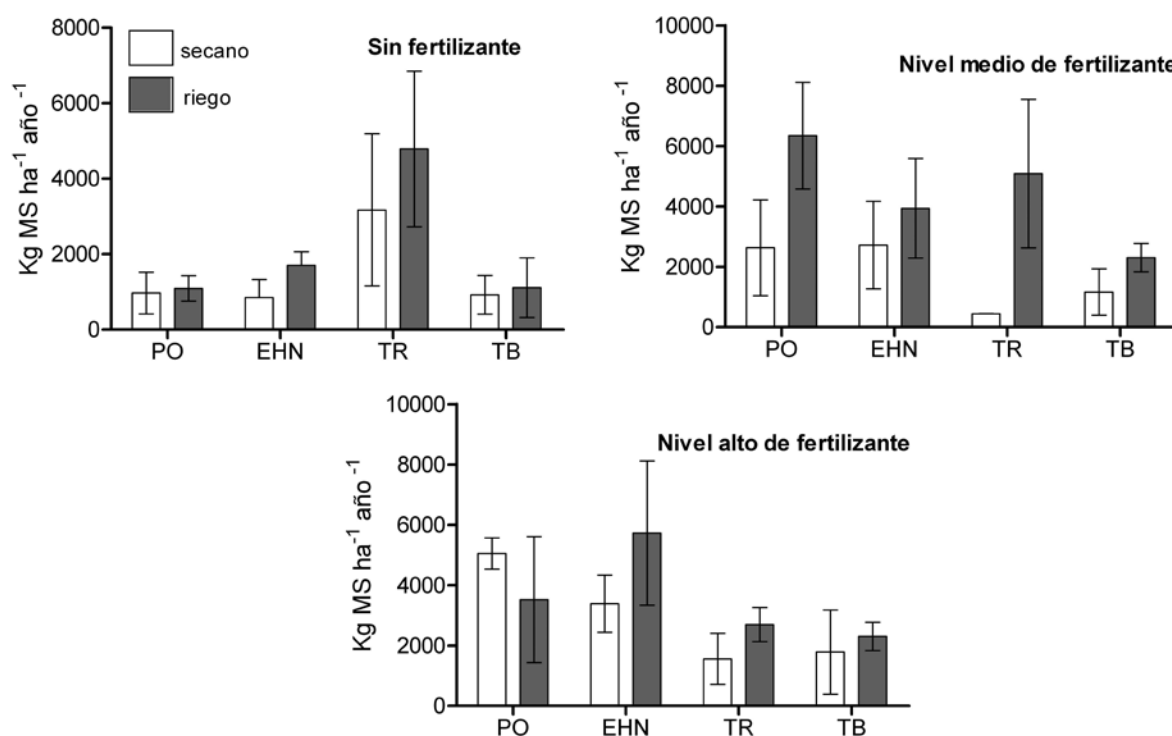 8000
6000
4000
2000
0
Kg MS ha⁻¹ año⁻¹
secano
riego
Sin fertilizante
PO EHN TR TB
10000
8000
6000
4000
2000
0
Kg MS ha⁻¹ año⁻¹
Nivel medio de fertilizante
PO EHN TR TB
10000
8000
6000
4000
2000
0
Kg MS ha⁻¹ año⁻¹
Nivel alto de fertilizante
PO EHN TR TB